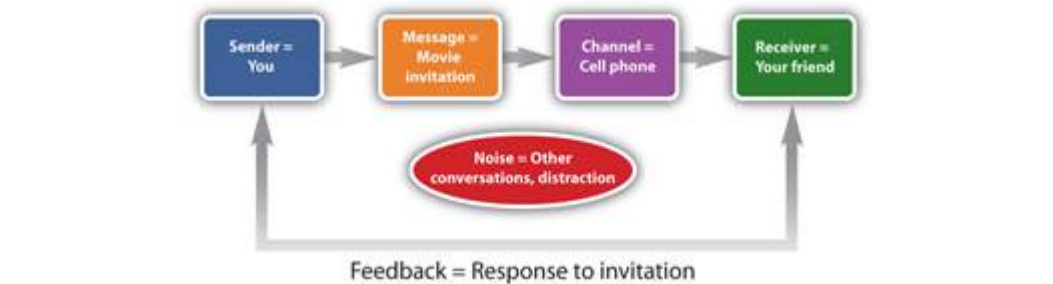 Sender =
You
Message =
Movie
invitation
Channel =
Cell phone
Receiver =
Your friend
Noise = Other
conversations, distraction
Feedback = Response to invitation